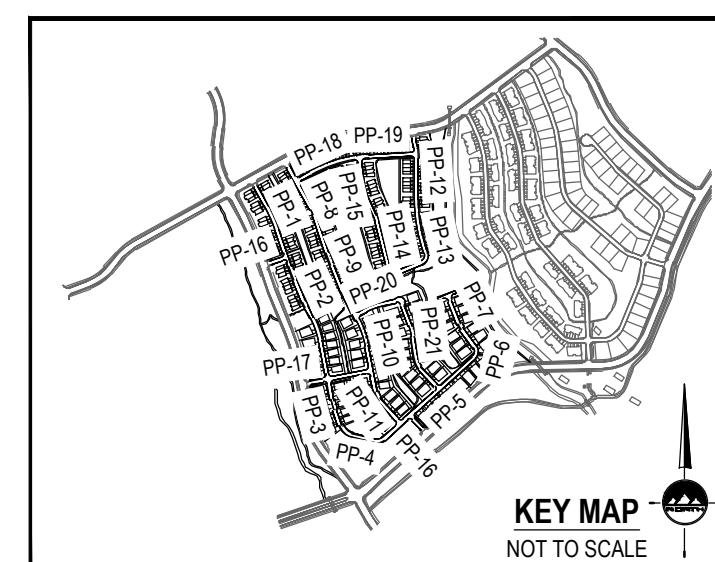 PP-18
PP-19
PP-12
PP-1
PP-8
PP-15
PP-16
PP-14
PP-13
PP-9
PP-2
PP-20
PP-7
PP-10
PP-21
PP-6
PP-17
PP-3
PP-11
PP-5
PP-4
PP-16
KEY MAP
NOT TO SCALE
NORTH